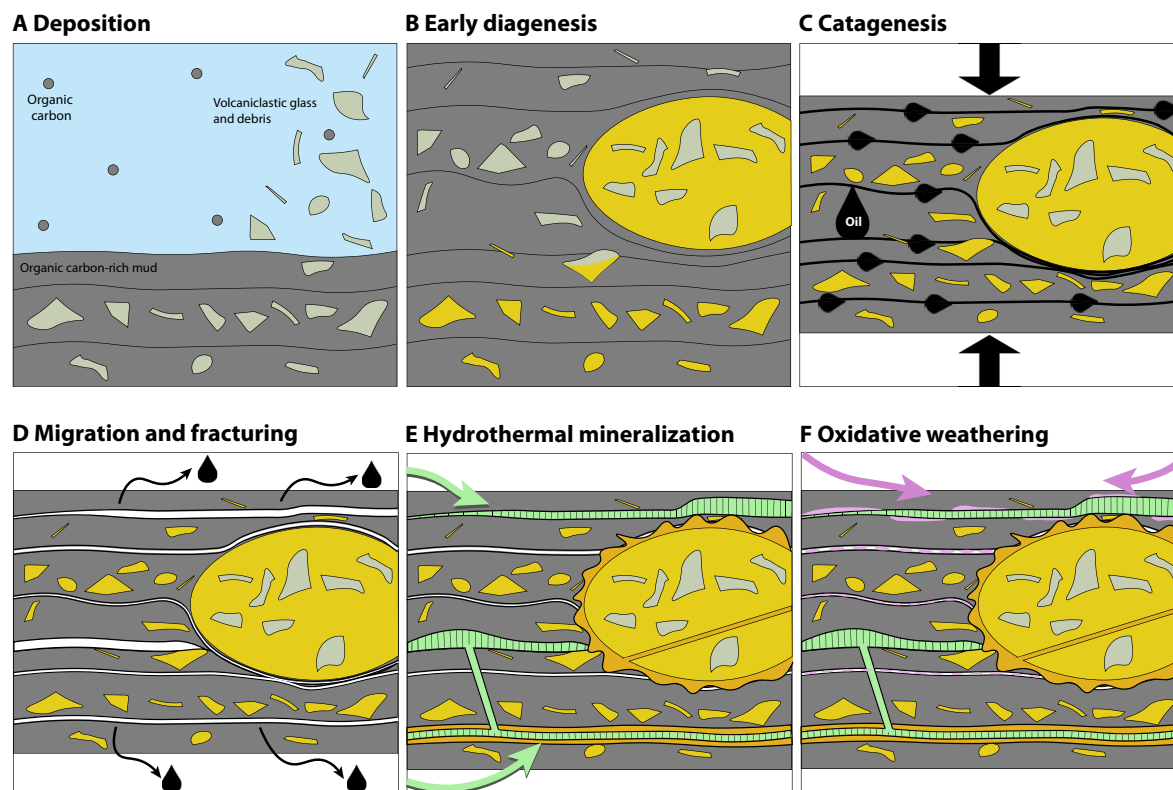 A Deposition
B Early diagenesis
C Catagenesis
Organic
carbon
Volcaniclastic glass
and debris
Organic carbon-rich mud
Oil
D Migration and fracturing
E Hydrothermal mineralization
F Oxidative weathering